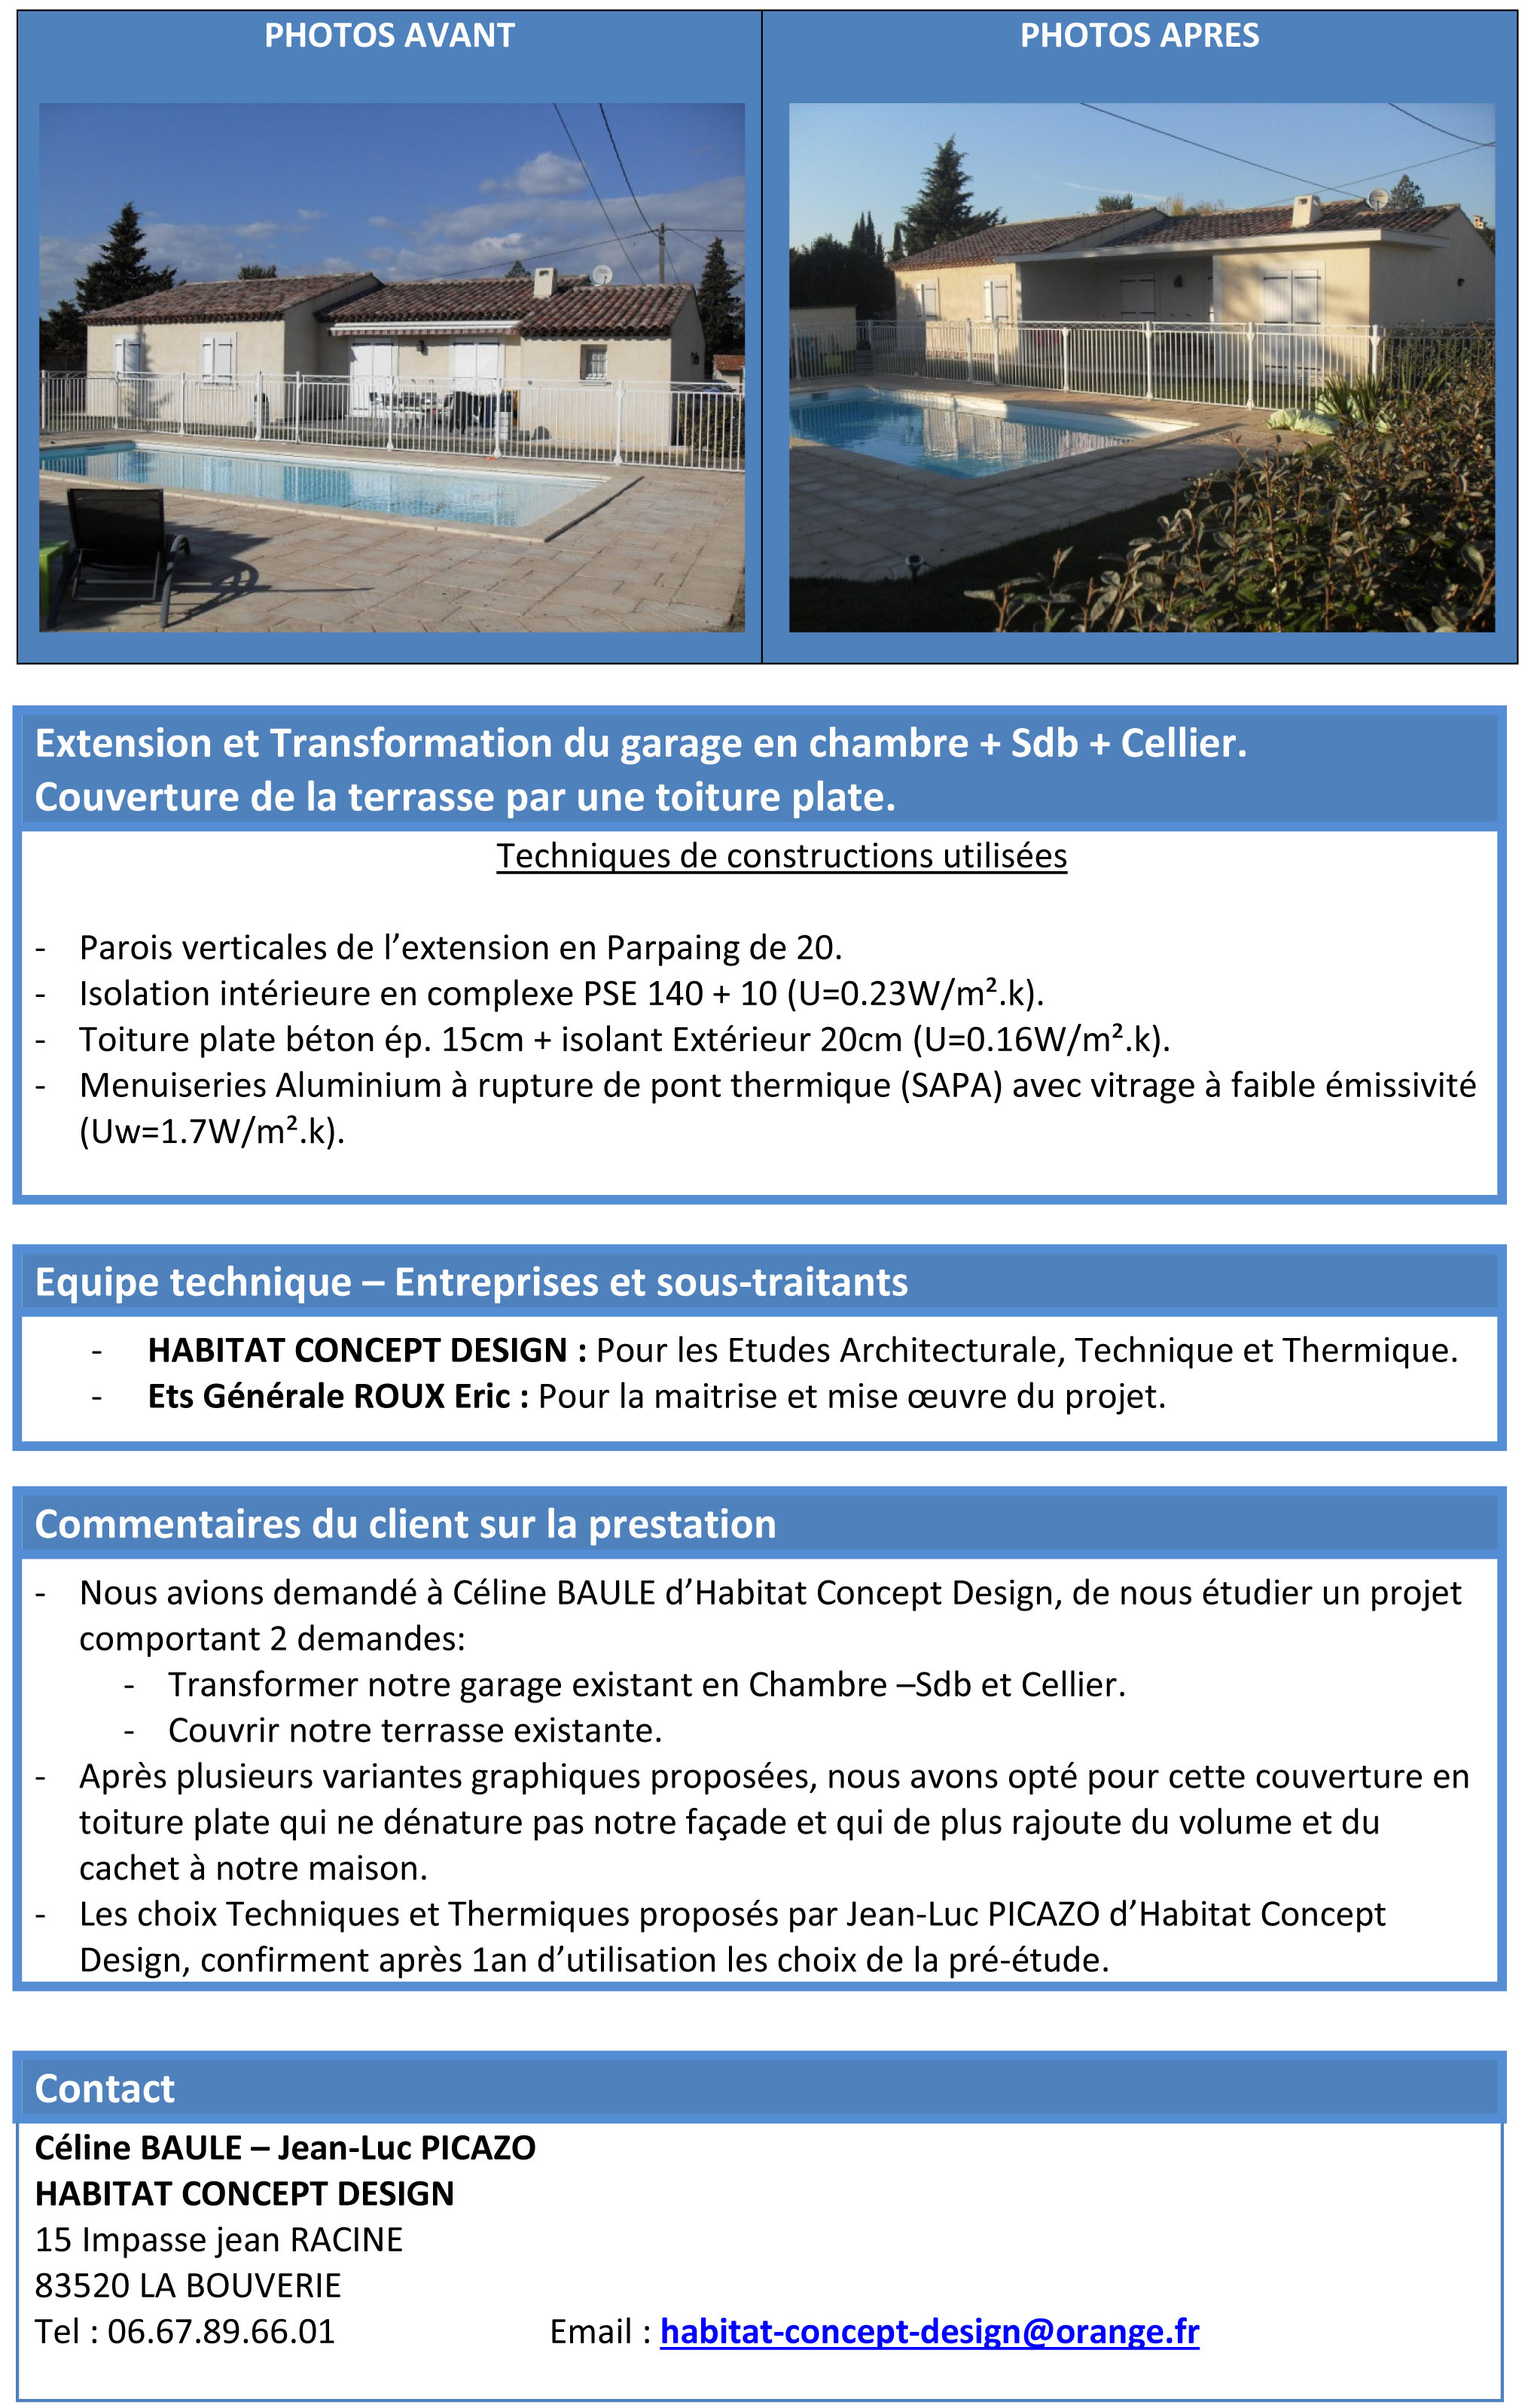 PHOTOS AVANT
PHOTOS APRES
Extension et Transformation du garage en chambre + Sdb + Cellier.
Couverture de la terrasse par une toiture plate.
Techniques de constructions utilisées
- Parois verticales de l’extension en Parpaing de 20.
- Isolation intérieure en complexe PSE 140 + 10 (U=0.23W/m².k).
- Toiture plate béton ép. 15cm + isolant Extérieur 20cm (U=0.16W/m².k).
- Menuiseries Aluminium à rupture de pont thermique (SAPA) avec vitrage à faible émissivité
(Uw=1.7W/m².k).
Equipe technique – Entreprises et sous-traitants
- HABITAT CONCEPT DESIGN : Pour les Etudes Architecturale, Technique et Thermique.
- Ets Générale ROUX Eric : Pour la maitrise et mise œuvre du projet.
Commentaires du client sur la prestation
- Nous avions demandé à Céline BAULE d’Habitat Concept Design, de nous étudier un projet
comportant 2 demandes:
- Transformer notre garage existant en Chambre –Sdb et Cellier.
- Couvrir notre terrasse existante.
- Après plusieurs variantes graphiques proposées, nous avons opté pour cette couverture en
toiture plate qui ne dénature pas notre façade et qui de plus rajoute du volume et du
cachet à notre maison.
- Les choix Techniques et Thermiques proposés par Jean-Luc PICAZO d’Habitat Concept
Design, confirment après 1an d’utilisation les choix de la pré-étude.
Contact
Céline BAULE – Jean-Luc PICAZO
HABITAT CONCEPT DESIGN
15 Impasse jean RACINE
83520 LA BOUVERIE
Tel : 06.67.89.66.01 Email : habitat-concept-design@orange.fr